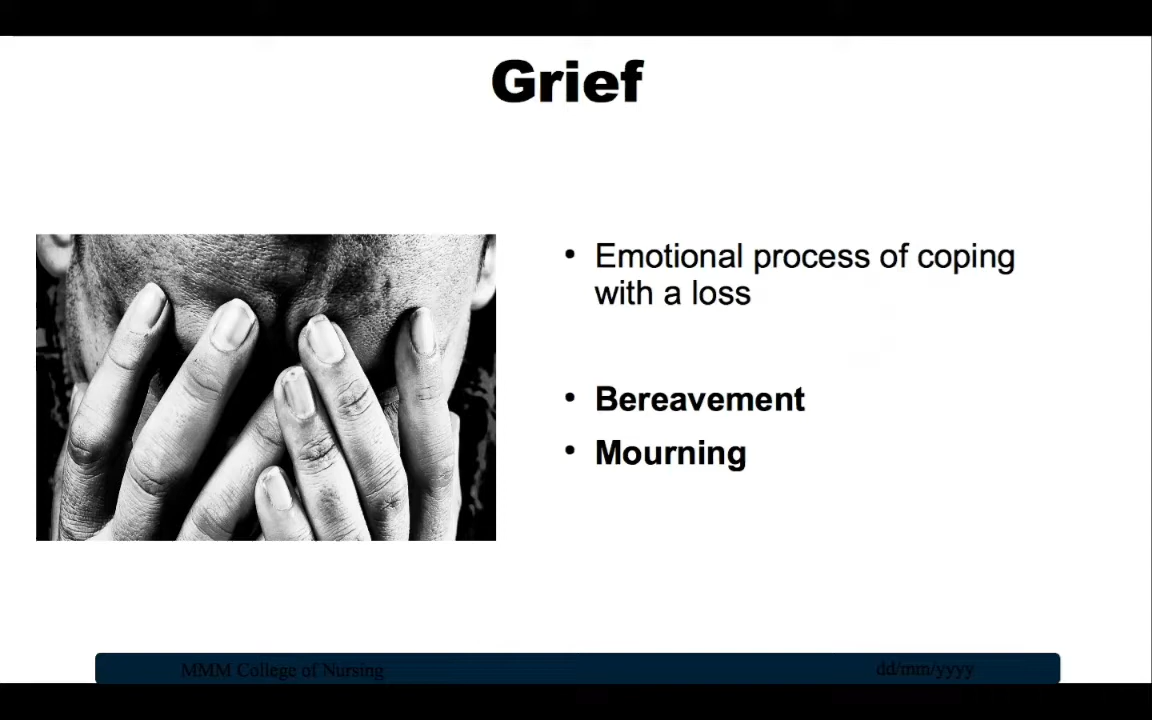 Grief
• Emotional process of coping
with a loss
• Bereavement
• Mourning
MMM College of Nursing
dd/mm/yyyy